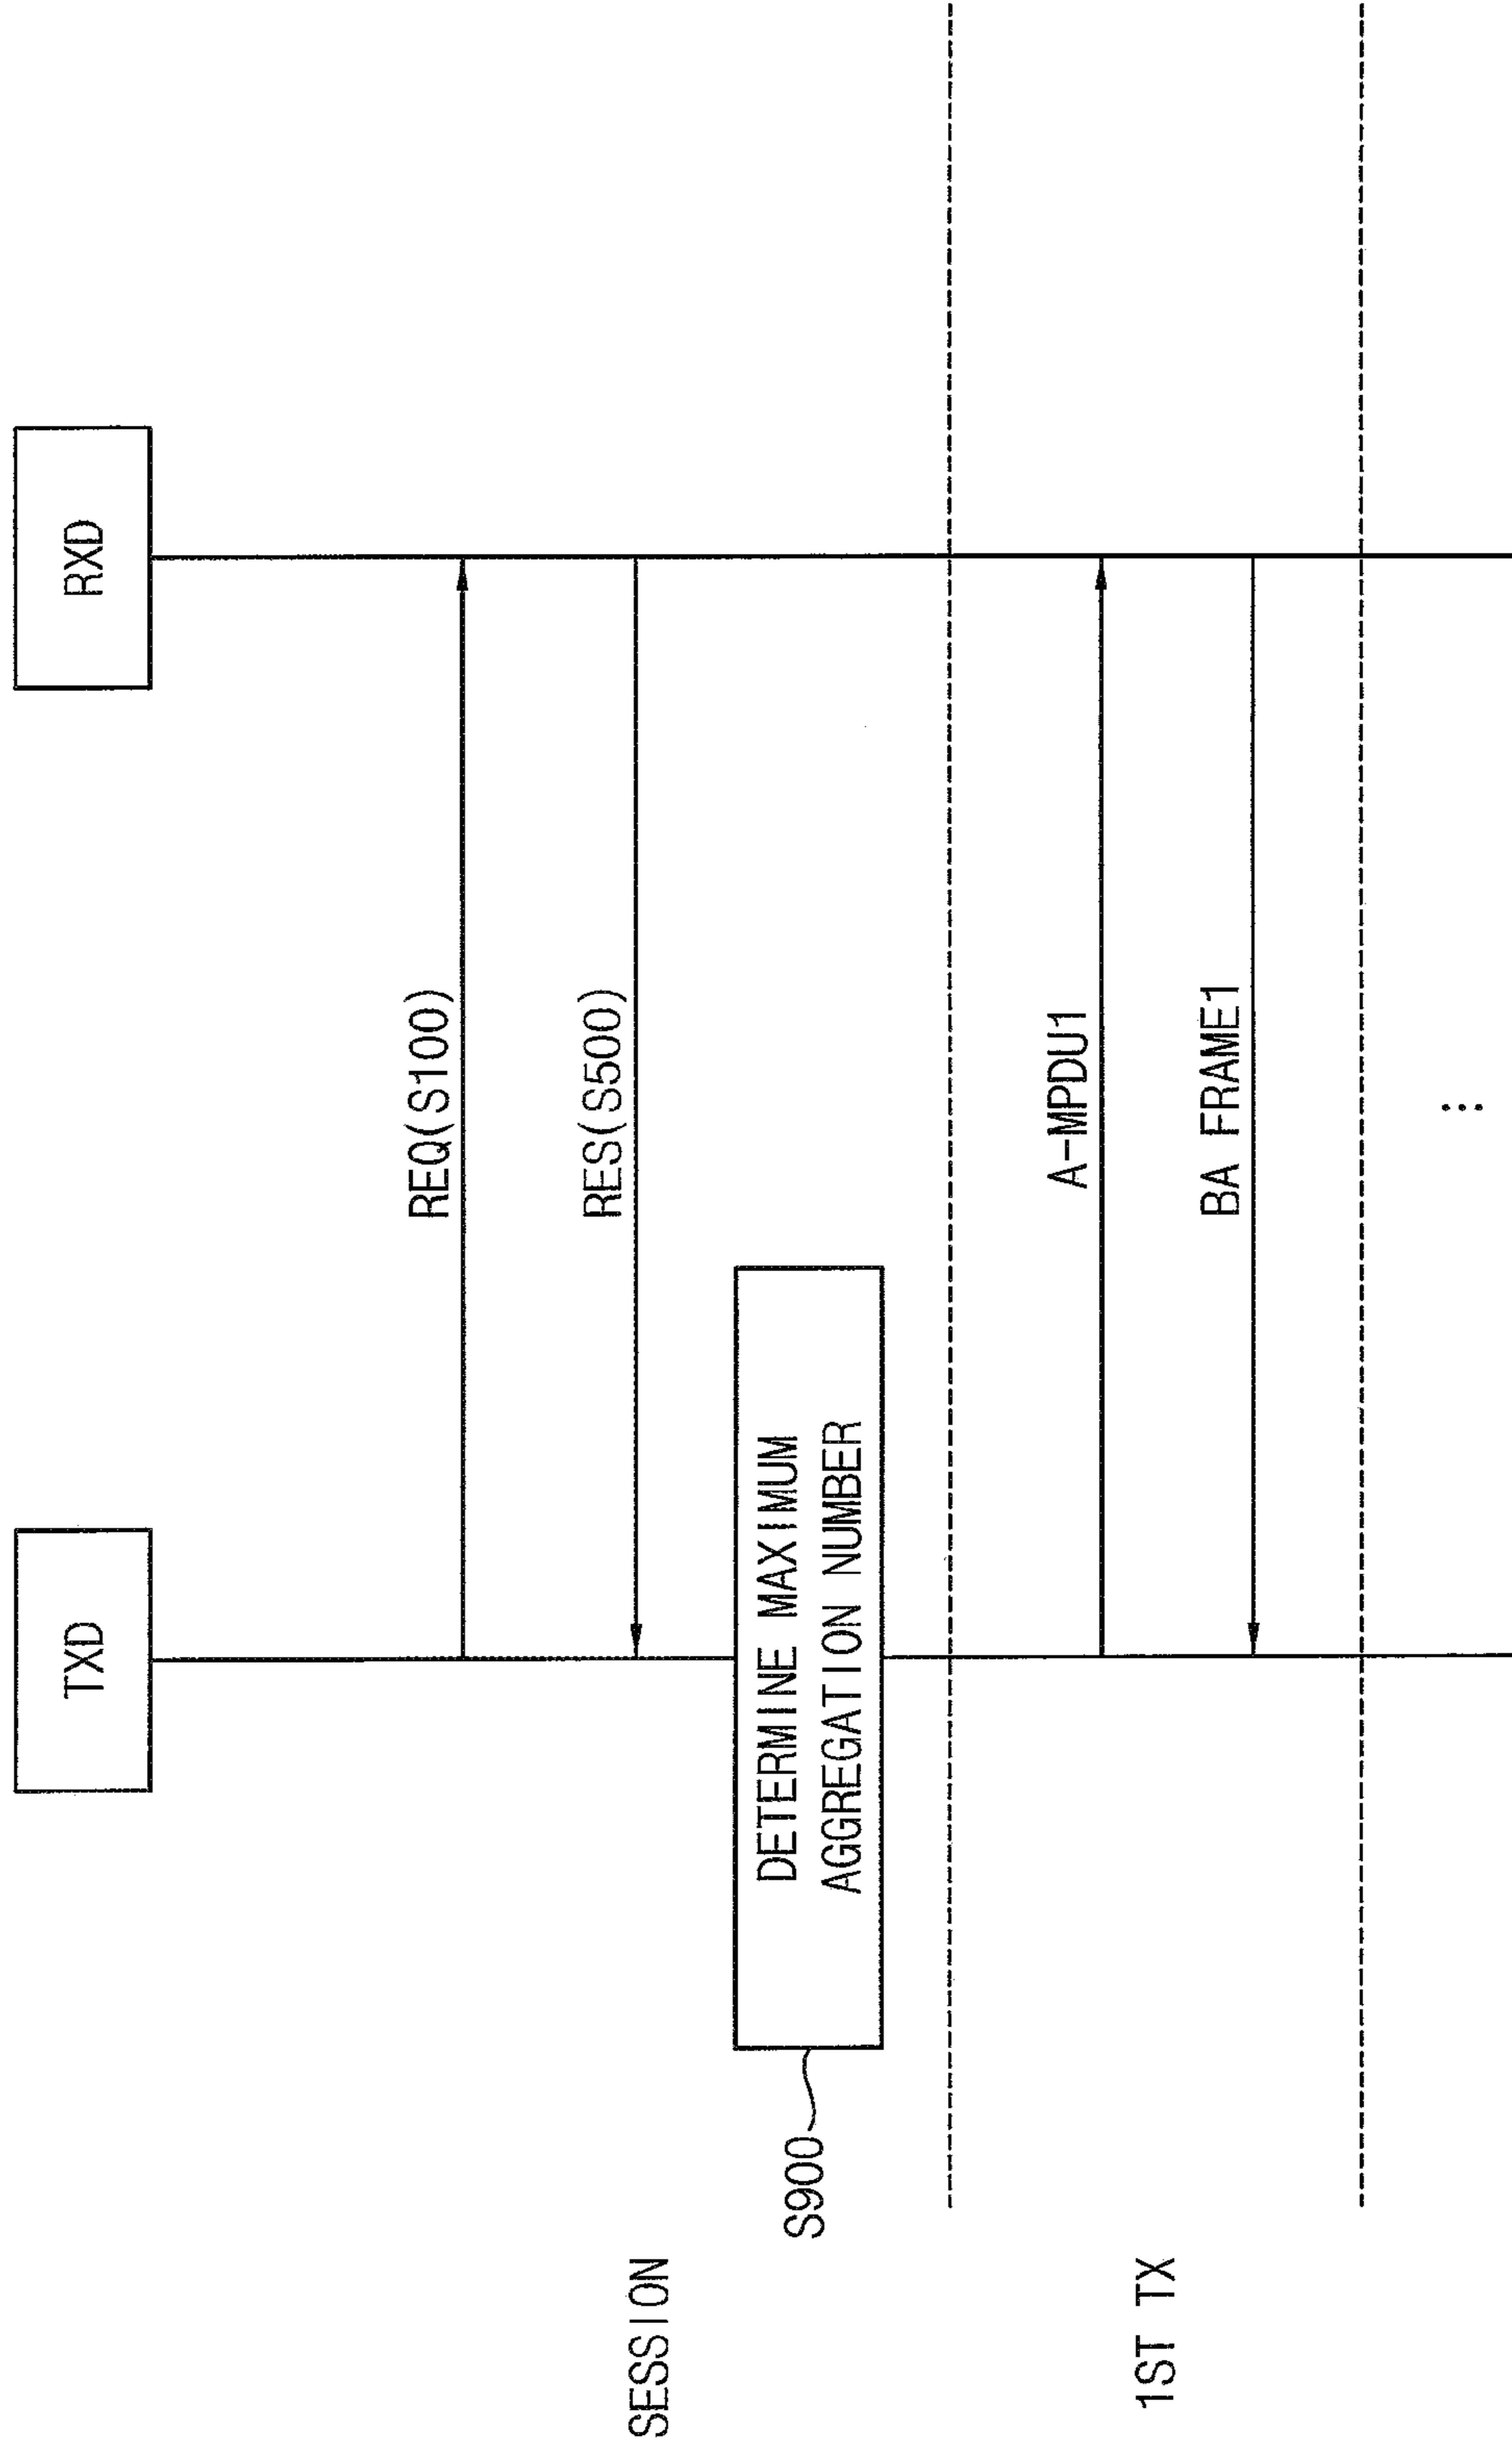 TXD
RXD
REQ(S100)
RES(S500)
SESSION
S900
DETERMINE MAXIMUM
AGGREGATION NUMBER
1ST TX
A-MPDU1
BA FRAME1
⋮